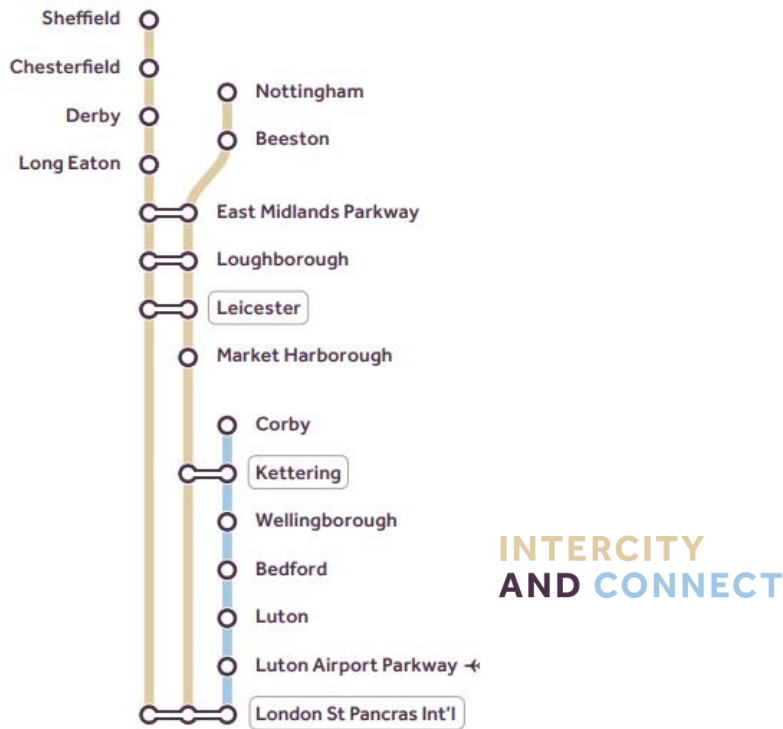 Sheffield
Chesterfield
Nottingham
Derby
Beeston
Long Eaton
East Midlands Parkway
Loughborough
Leicester
Market Harborough
Corby
Kettering
Wellingborough
INTERCITY
AND CONNECT
Bedford
Luton
Luton Airport Parkway
London St Pancras Int'l